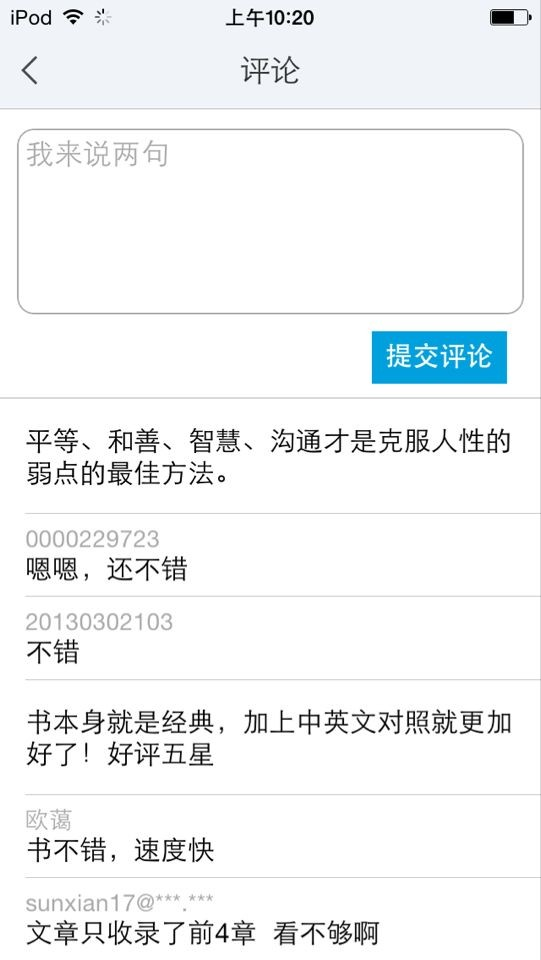 iPod 上午10:20
评论
我来说两句
提交评论
平等、和善、智慧、沟通才是克服人性的
弱点的最佳方法。
0000229723
嗯嗯，还不错
20130302103
不错
书本身就是经典，加上中英文对照就更加
好了！好评五星
欧蔼
书不错，速度快
sunxian17@***.***
文章只收录了前4章 看不够啊